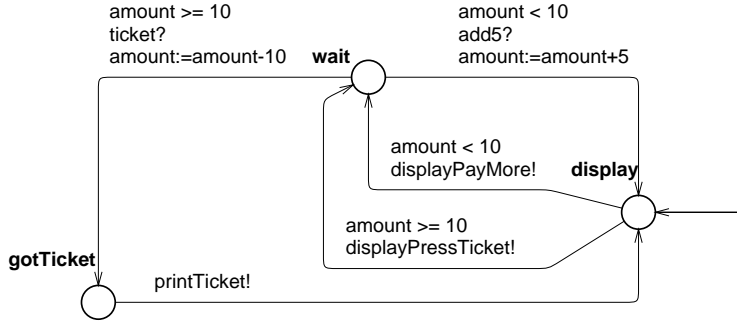 amount >= 10
ticket?
amount:=amount-10
wait
amount < 10
add5?
amount:=amount+5
amount < 10
displayPayMore!
display
amount >= 10
displayPressTicket!
gotTicket
printTicket!